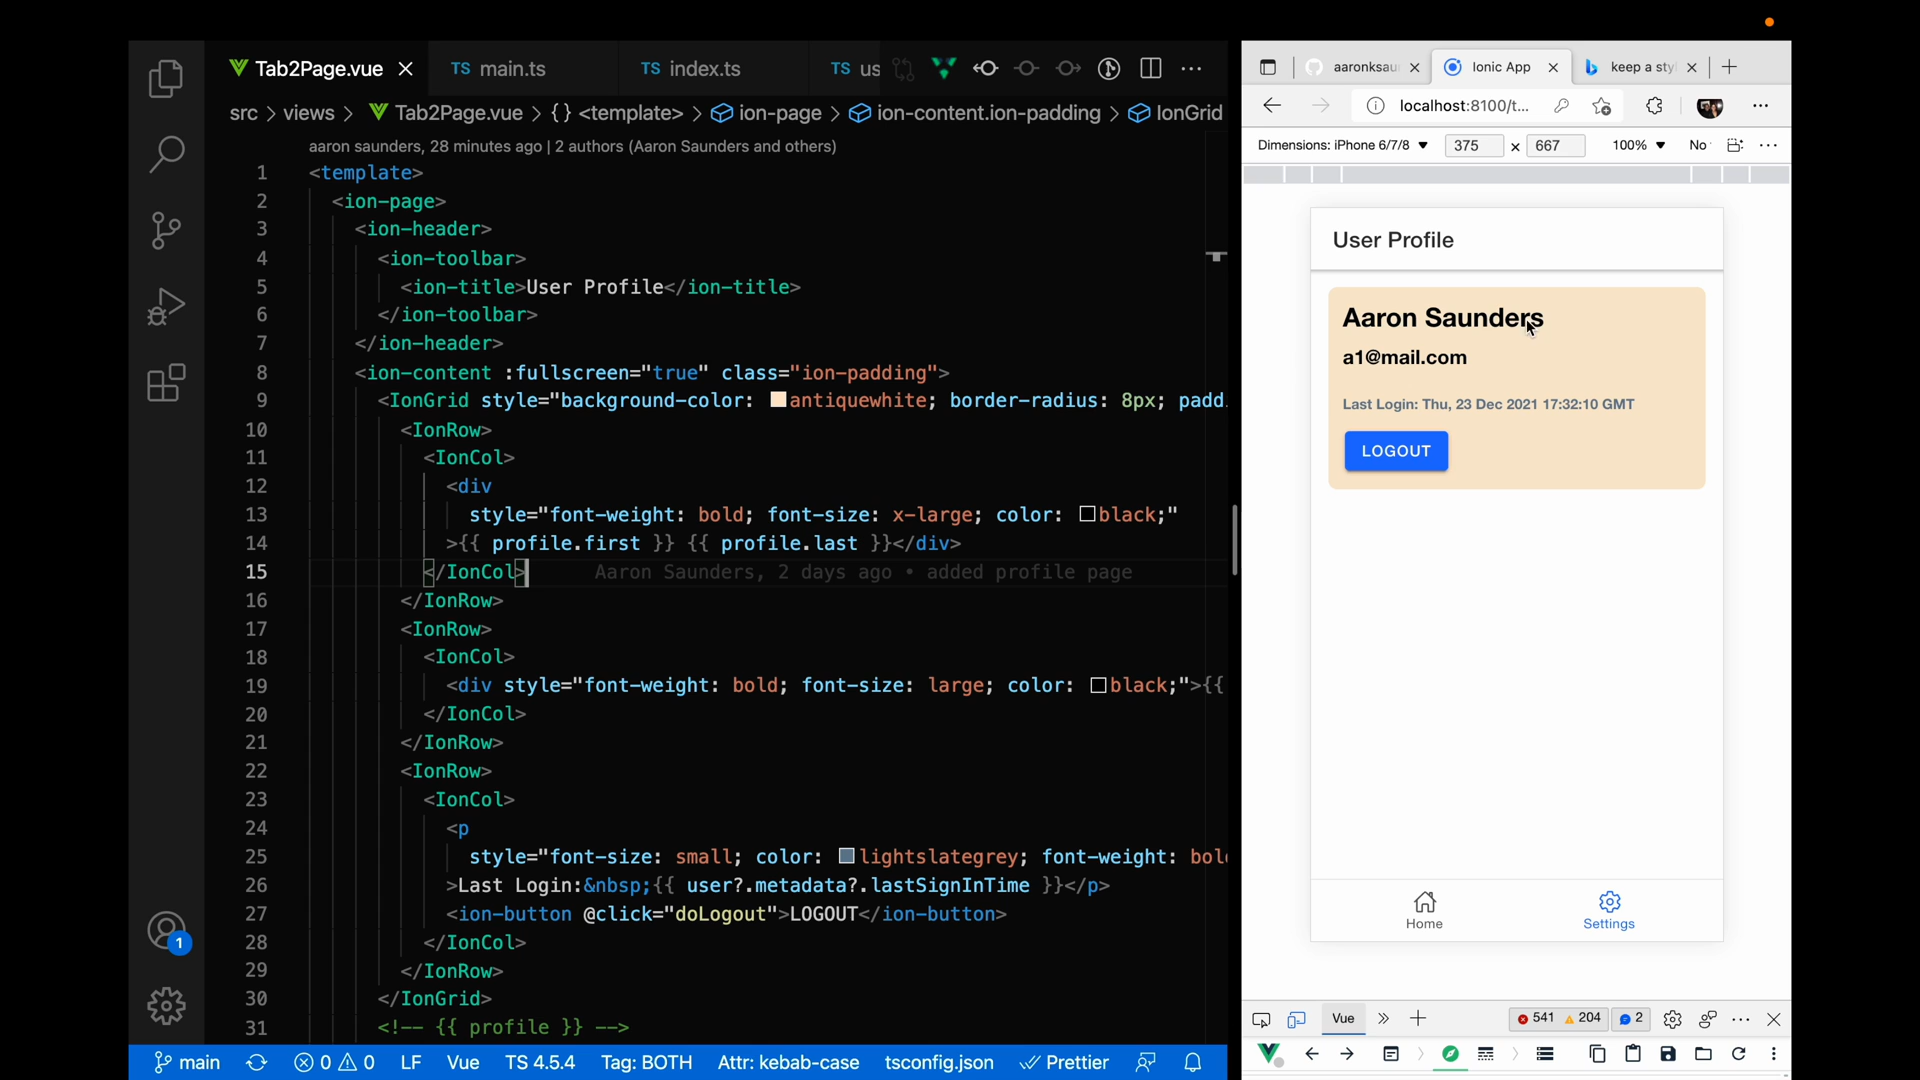 Tab2Page.vue
TS main.ts
TS index.ts
TS us
src > views > Tab2Page.vue > {} <template> > ion-page > ion-content.ion-padding > IonGrid
aaron saunders, 28 minutes ago | 2 authors (Aaron Saunders and others)
1 <template>
2 <ion-page>
3 <ion-header>
4 <ion-toolbar>
5 <ion-title>User Profile</ion-title>
6 </ion-toolbar>
7 </ion-header>
8 <ion-content :fullscreen="true" class="ion-padding">
9 <IonGrid style="background-color: antiquewhite; border-radius: 8px; padd
10 <IonRow>
11 <IonCol>
12 <div
13 style="font-weight: bold; font-size: x-large; color: black;"
14 >{{ profile.first }} {{ profile.last }}</div>
15 </IonCol> Aaron Saunders, 2 days ago • added profile page
16 </IonRow>
17 <IonRow>
18 <IonCol>
19 <div style="font-weight: bold; font-size: large; color: black;">{{
20 </IonCol>
21 </IonRow>
22 <IonRow>
23 <IonCol>
24 <p
25 style="font-size: small; color: lightslategrey; font-weight: bol
26 >Last Login:&nbsp;{{ user?.metadata?.lastSignInTime }}</p>
27 <ion-button @click="doLogout">LOGOUT</ion-button>
28 </IonCol>
29 </IonRow>
30 </IonGrid>
31 <!-- {{ profile }} -->
1
main 0 0 LF Vue TS 4.5.4 Tag: BOTH Attr: kebab-case tsconfig.json Prettier
aaronksau
Ionic App
keep a sty
localhost:8100/t...
Dimensions: iPhone 6/7/8 375 x 667 100% No
User Profile
Aaron Saunders
a1@mail.com
Last Login: Thu, 23 Dec 2021 17:32:10 GMT
LOGOUT
Home
Settings
Vue
541 204 2